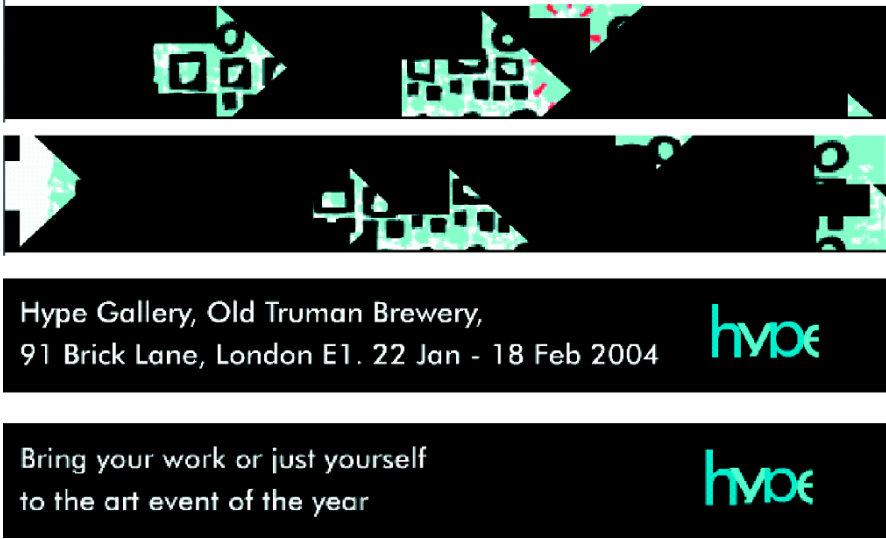 Hype Gallery, Old Truman Brewery,
91 Brick Lane, London E1. 22 Jan - 18 Feb 2004
hype
Bring your work or just yourself
to the art event of the year
hype